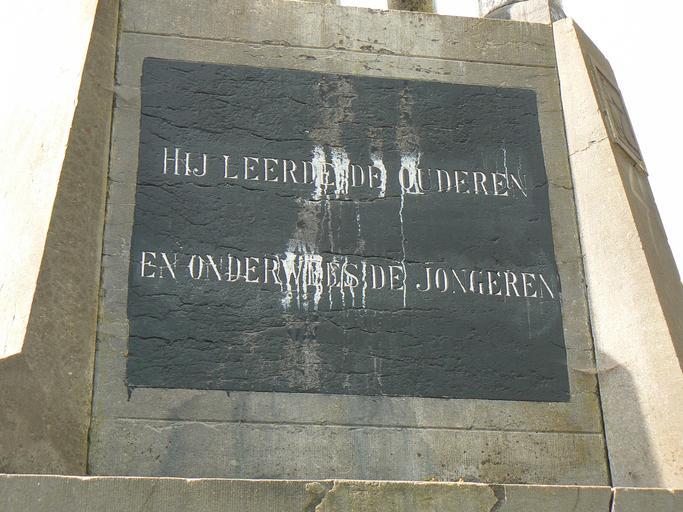 HIJ LEERDE DE OUDEREN
EN ONDERWEES DE JONGEREN